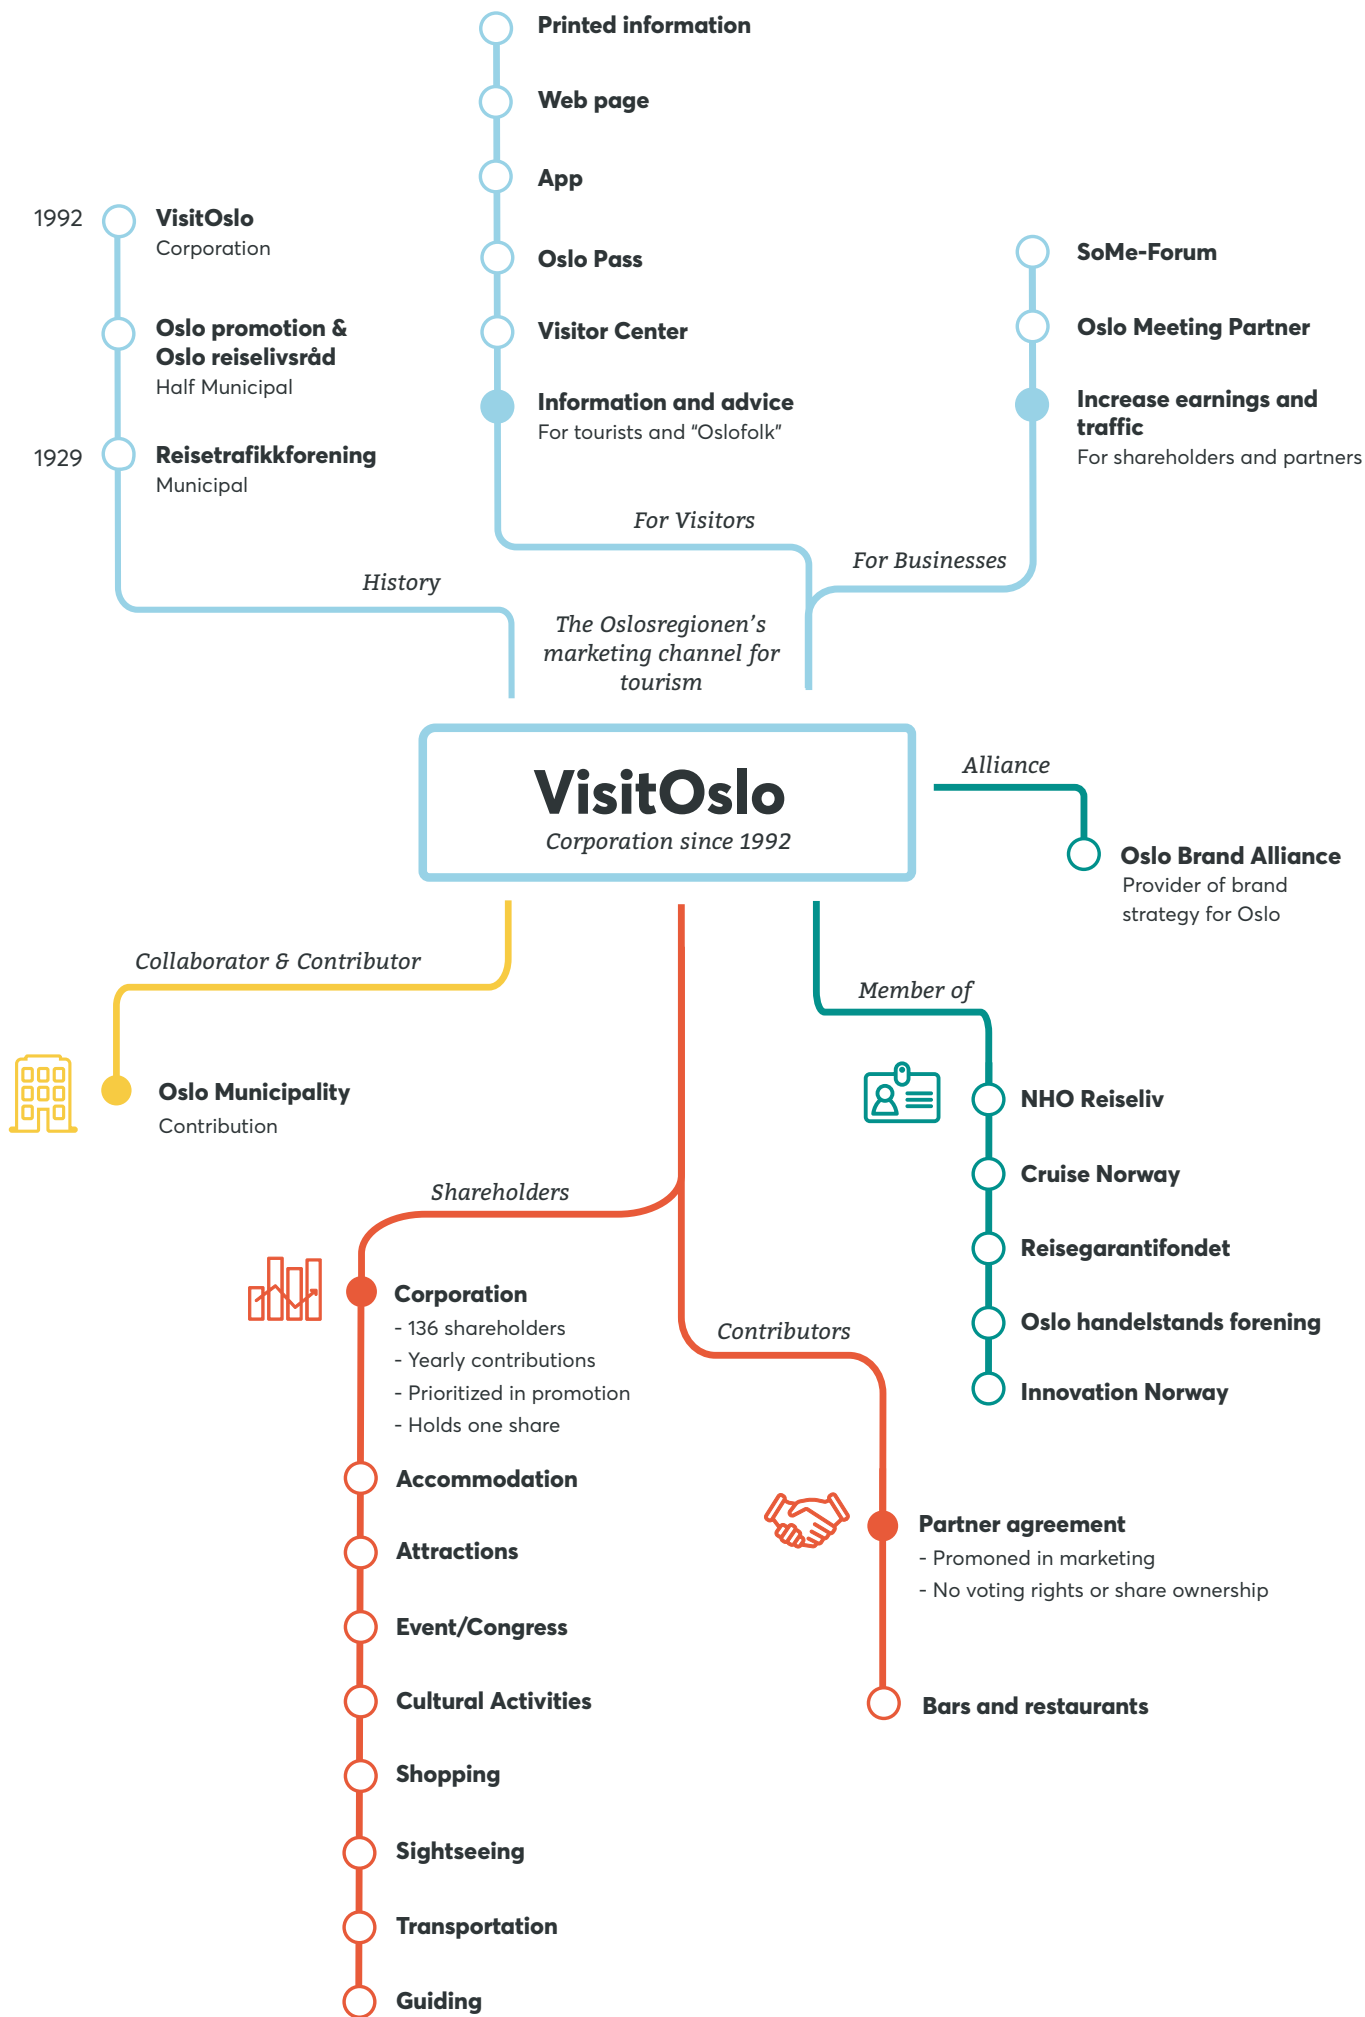 Printed information
Web page
App
Oslo Pass
Visitor Center
Information and advice
For tourists and “Oslofolk”
1992
VisitOslo
Corporation
Oslo promotion &
Oslo reiselivsråd
Half Municipal
1929
Reisetrafikkforening
Municipal
SoMe-Forum
Oslo Meeting Partner
Increase earnings and
traffic
For shareholders and partners
For Visitors
For Businesses
History
The Oslosregionen’s
marketing channel for
tourism
VisitOslo
Corporation since 1992
Alliance
Oslo Brand Alliance
Provider of brand
strategy for Oslo
Collaborator & Contributor
Oslo Municipality
Contribution
Member of
NHO Reiseliv
Cruise Norway
Reisegarantifondet
Oslo handelstands forening
Innovation Norway
Shareholders
Corporation
- 136 shareholders
- Yearly contributions
- Prioritized in promotion
- Holds one share
Accommodation
Attractions
Event/Congress
Cultural Activities
Shopping
Sightseeing
Transportation
Guiding
Contributors
Partner agreement
- Promoned in marketing
- No voting rights or share ownership
Bars and restaurants